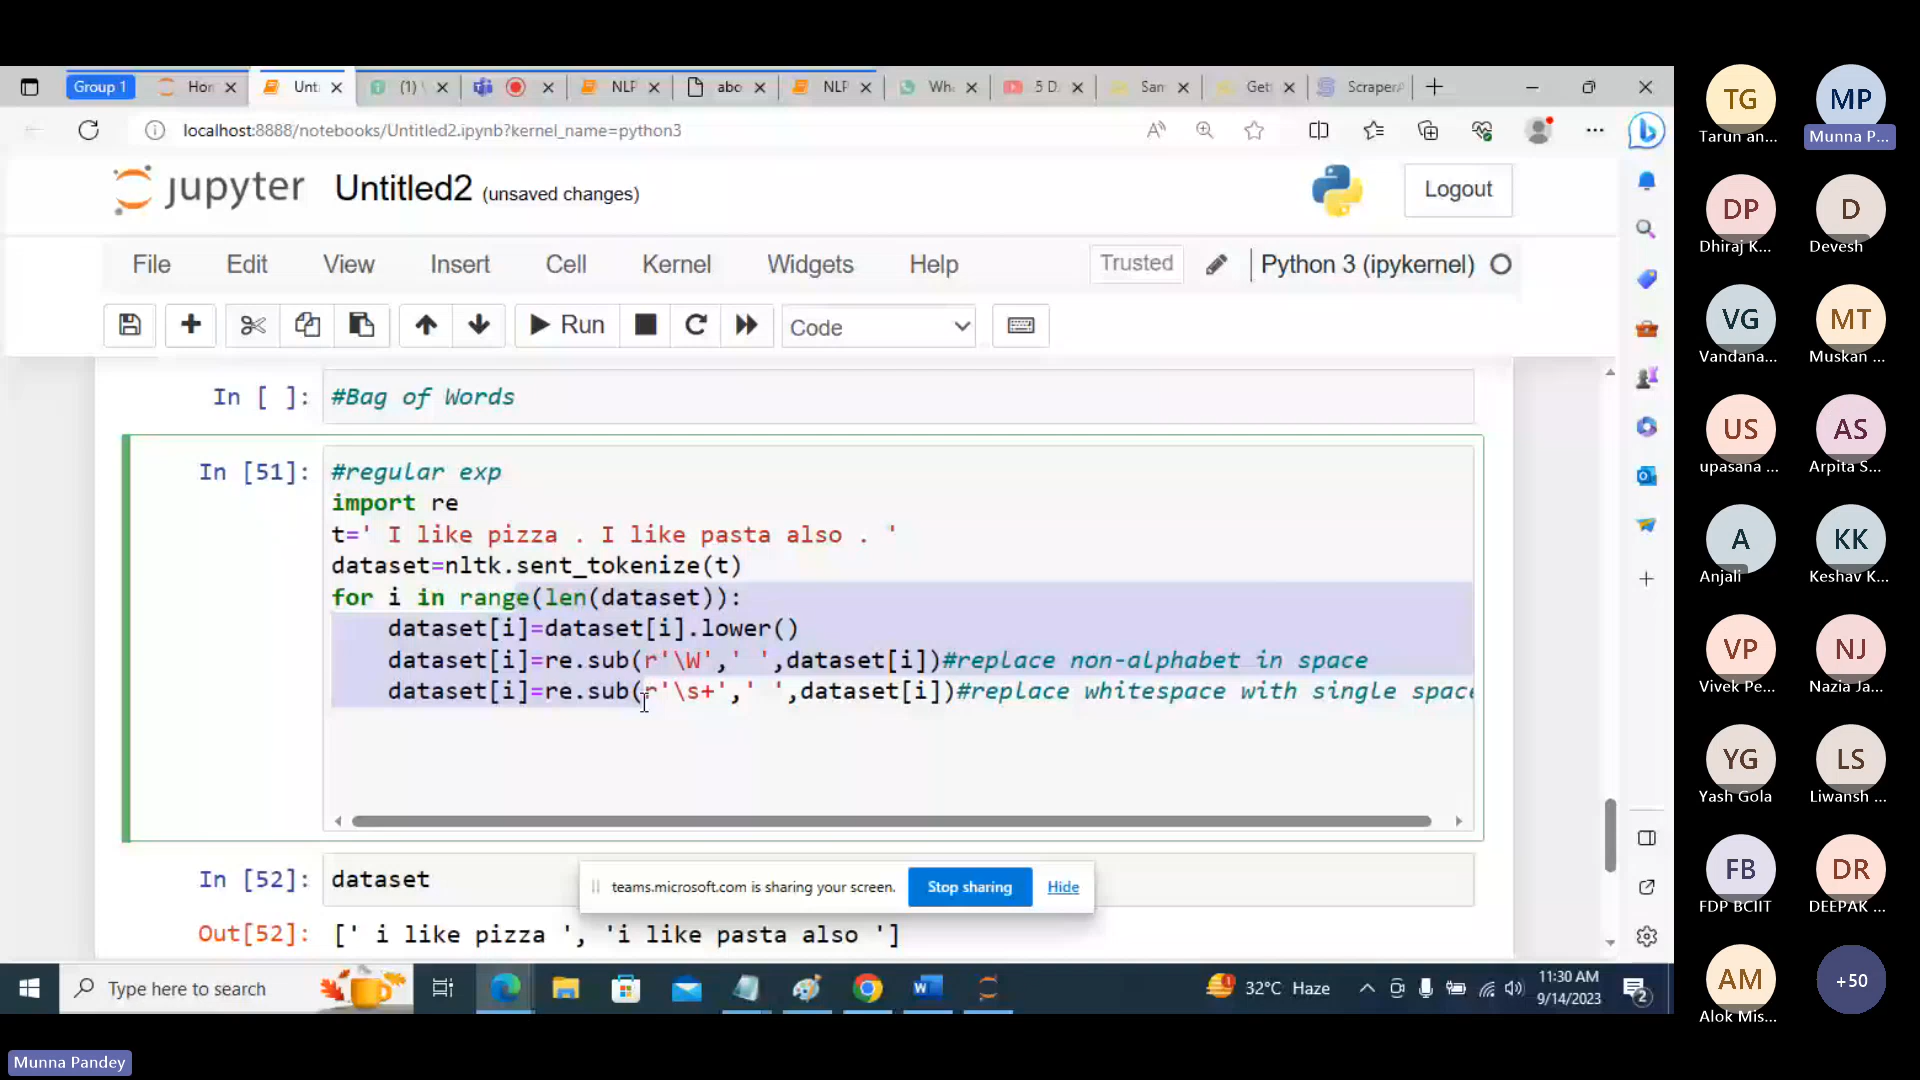 Group 1
Hon
Unti
(1)
NLP
abo
NLP
Wha
5 D
San
Geti
Scraper
localhost:8888/notebooks/Untitled2.ipynb?kernel_name=python3
jupyter
Untitled2 (unsaved changes)
Logout
File Edit View Insert Cell Kernel Widgets Help
Trusted
Python 3 (ipykernel)
Run
Code
In [ ]: #Bag of Words
In [51]: #regular exp
import re
t=' I like pizza . I like pasta also . '
dataset=nltk.sent_tokenize(t)
for i in range(len(dataset)):
    dataset[i]=dataset[i].lower()
    dataset[i]=re.sub(r'\W',' ',dataset[i])#replace non-alphabet in space
    dataset[i]=re.sub(r'\s+',' ',dataset[i])#replace whitespace with single space
In [52]: dataset
teams.microsoft.com is sharing your screen. Stop sharing Hide
Out[52]: [' i like pizza ', 'i like pasta also ']
Type here to search
32°C Haze
11:30 AM
9/14/2023
2
Munna Pandey
TG
Tarun an...
MP
Munna P...
DP
Dhiraj K...
D
Devesh
VG
Vandana...
MT
Muskan ...
US
upasana ...
AS
Arpita S...
A
Anjali
KK
Keshav K...
VP
Vivek Pe...
NJ
Nazia Ja...
YG
Yash Gola
LS
Liwansh ...
FB
FDP BCIIT
DR
DEEPAK ...
AM
Alok Mis...
+50